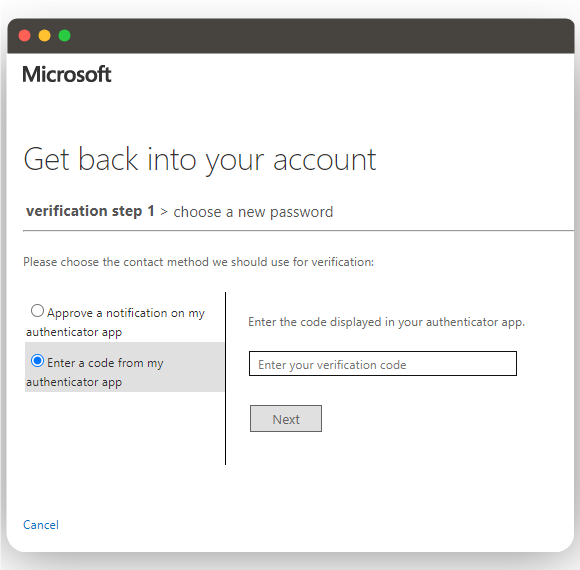 Microsoft
Get back into your account
verification step 1 > choose a new password
Please choose the contact method we should use for verification:
Approve a notification on my
authenticator app
Enter a code from my
authenticator app
Enter the code displayed in your authenticator app.
Enter your verification code
Next
Cancel